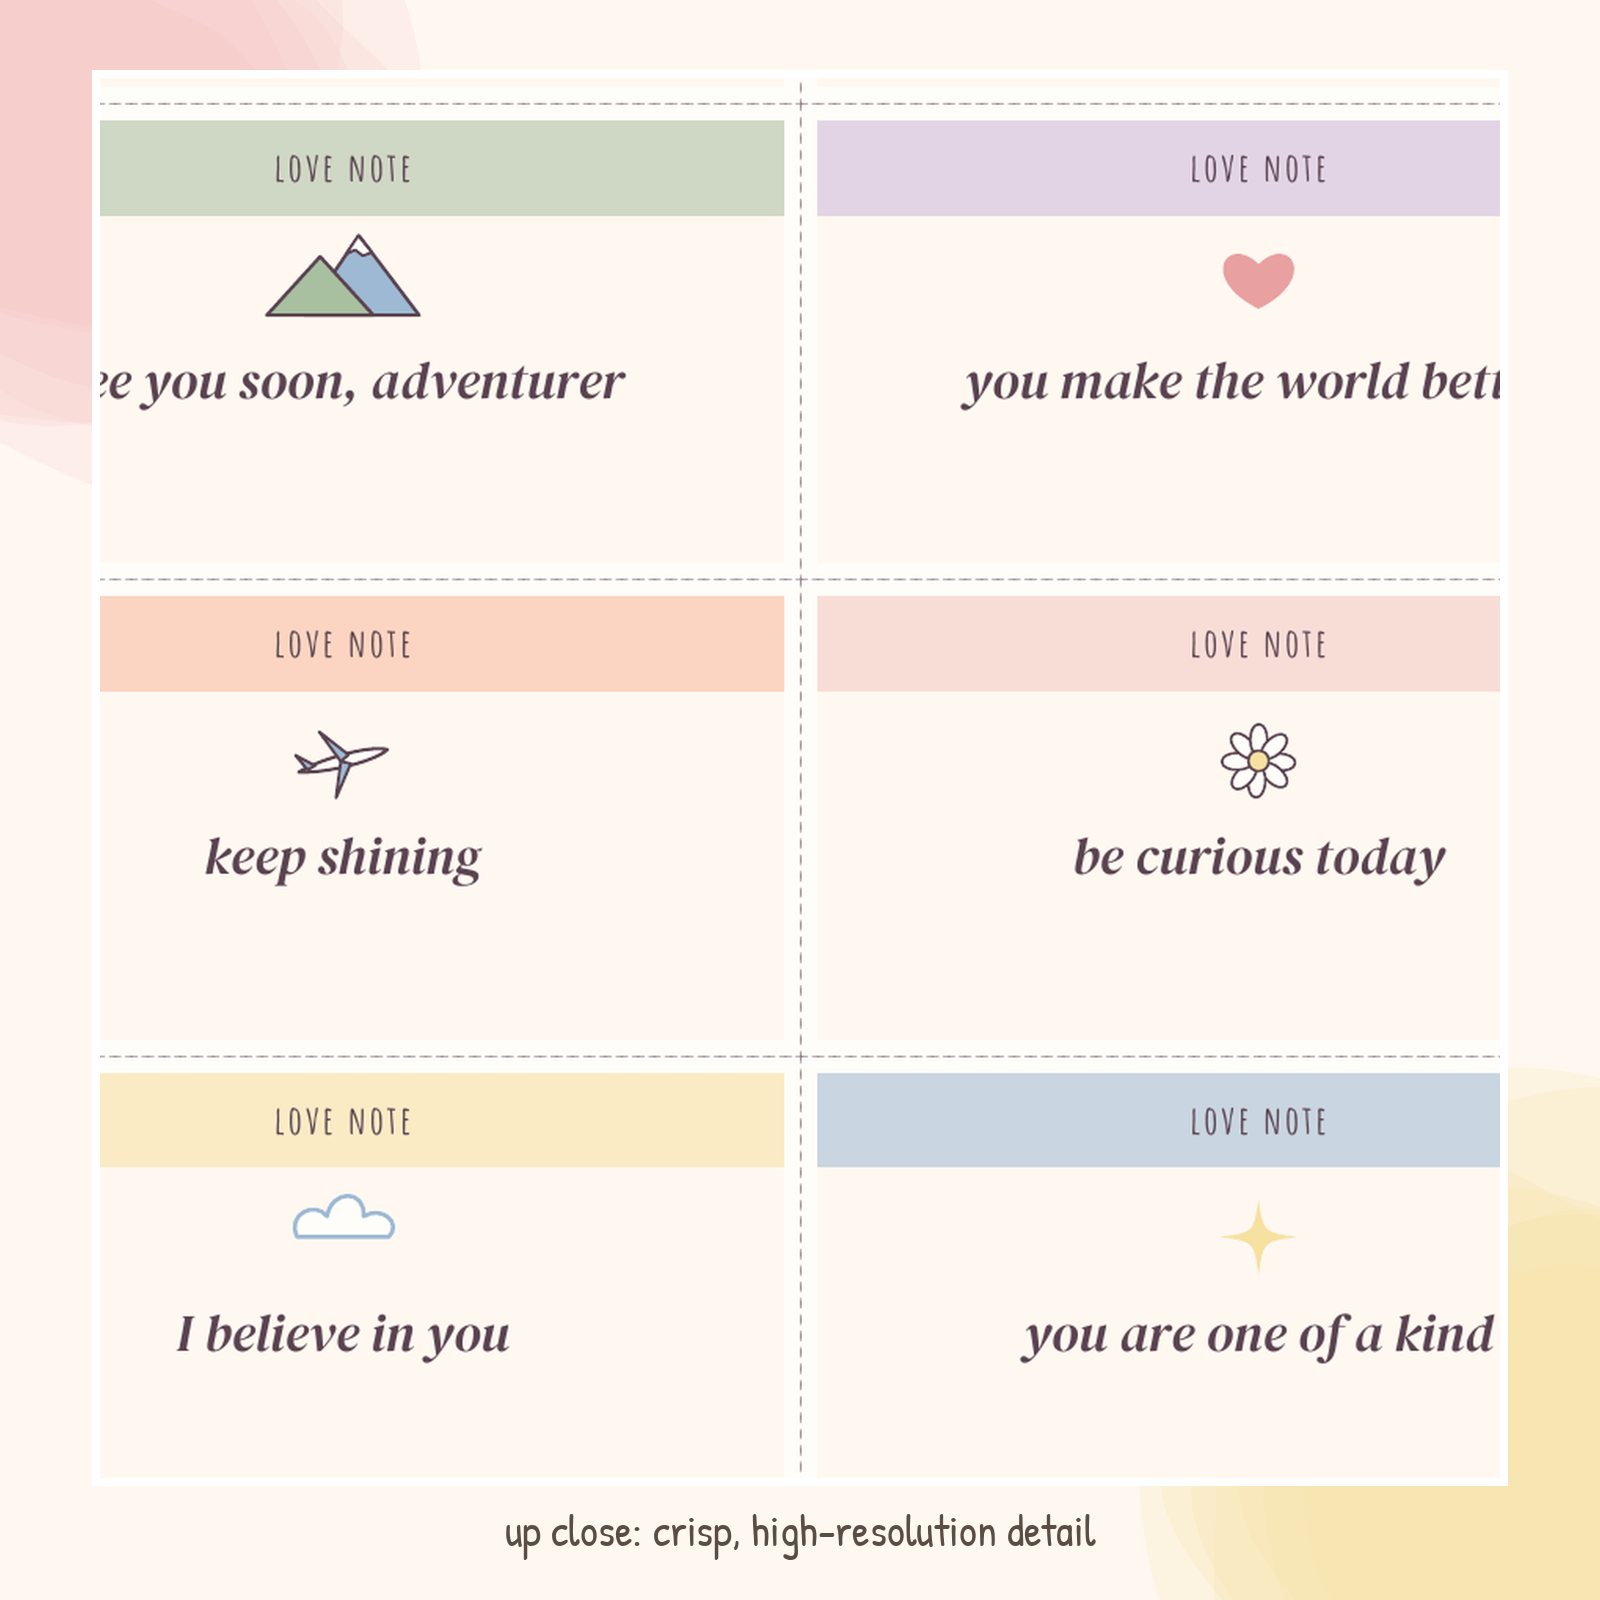 LOVE NOTE
LOVE NOTE
ee you soon, adventurer
you make the world bett
LOVE NOTE
LOVE NOTE
keep shining
be curious today
LOVE NOTE
LOVE NOTE
I believe in you
you are one of a kind
up close: crisp, high-resolution detail